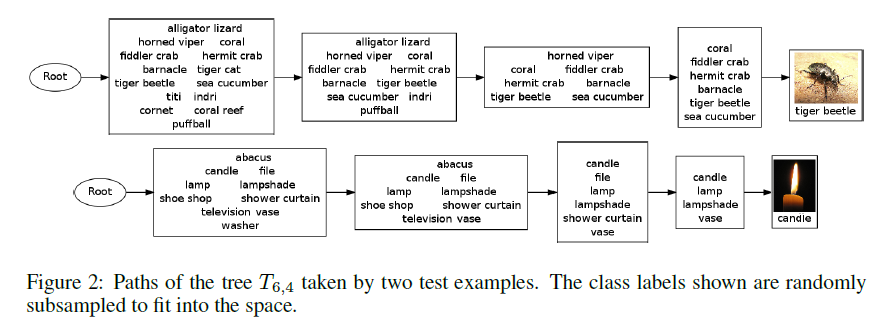 Root
alligator lizard
horned viper coral
fiddler crab hermit crab
barnacle tiger cat
tiger beetle sea cucumber
titi indri
cornet coral reef
puffball
alligator lizard
horned viper coral
fiddler crab hermit crab
barnacle tiger beetle
sea cucumber indri
puffball
horned viper
coral fiddler crab
hermit crab barnacle
tiger beetle sea cucumber
coral
fiddler crab
hermit crab
barnacle
tiger beetle
sea cucumber
tiger beetle
Root
abacus
candle file
lamp lampshade
shoe shop shower curtain
television vase
washer
abacus
candle file
lamp lampshade
shoe shop shower curtain
television vase
candle
file
lamp
lampshade
shower curtain
vase
candle
lamp
lampshade
vase
candle
Figure 2: Paths of the tree T6,4 taken by two test examples. The class labels shown are randomly
subsampled to fit into the space.